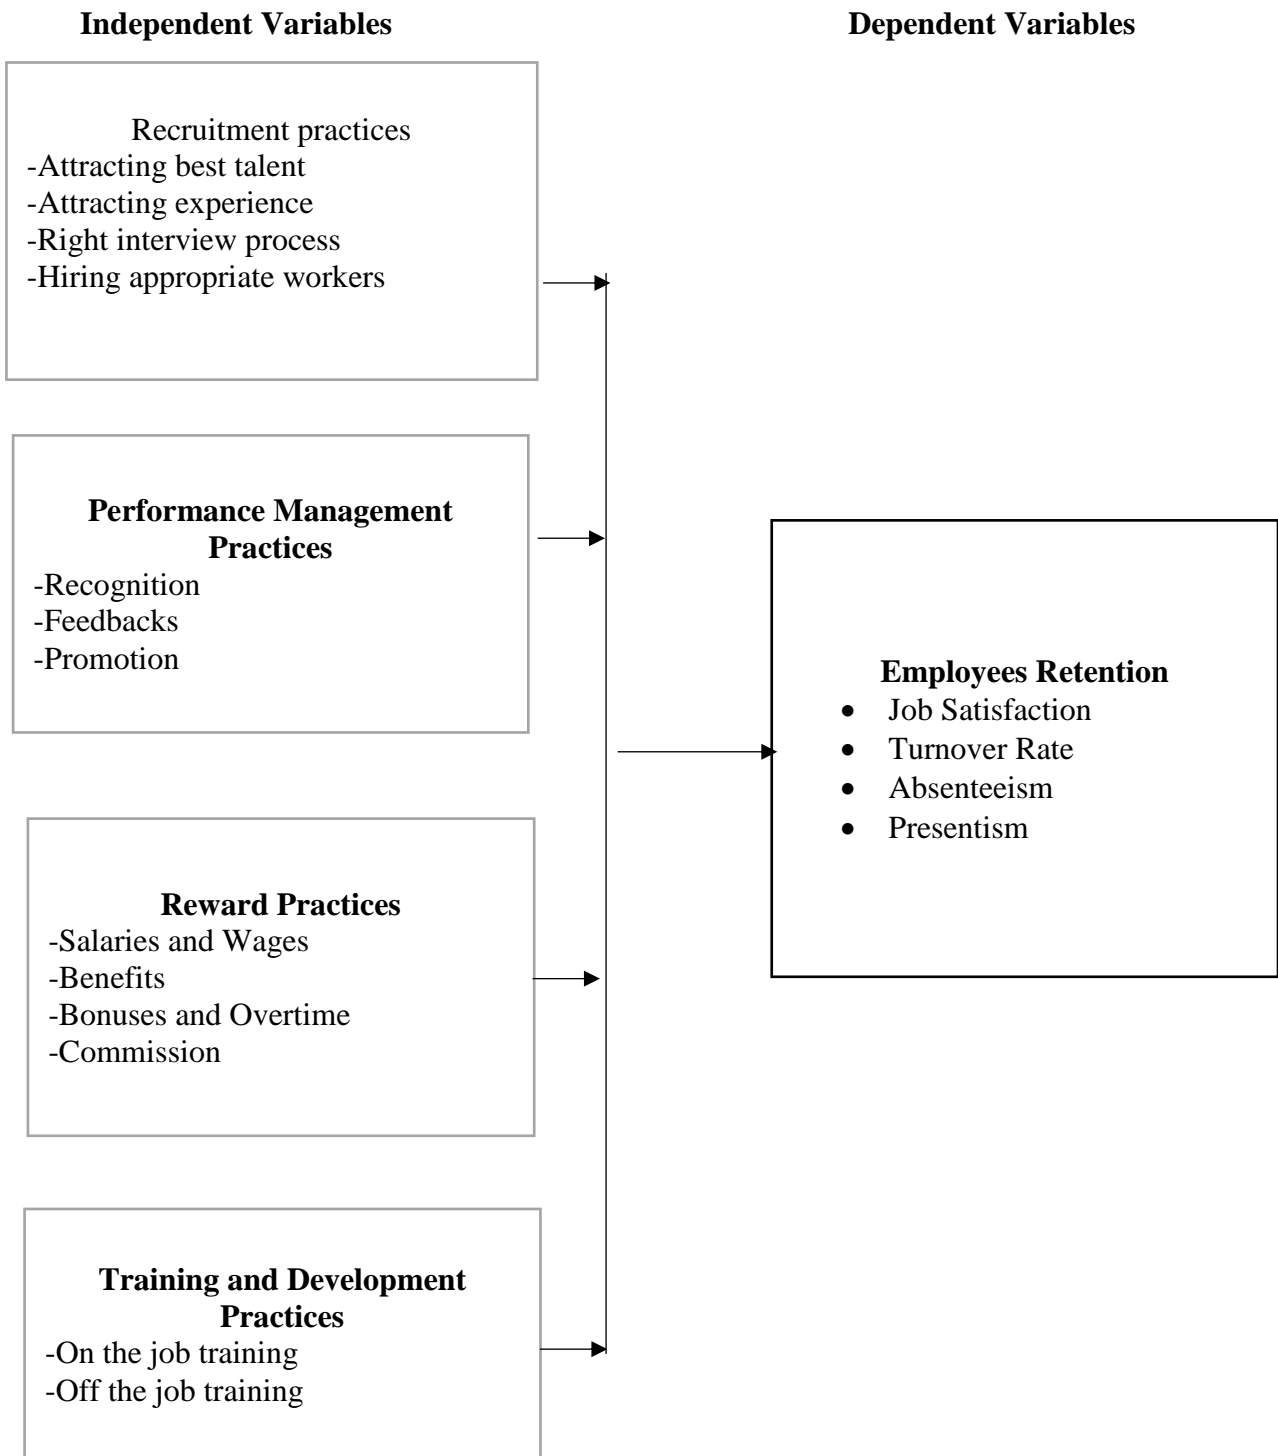 Independent Variables
Dependent Variables
Recruitment practices
-Attracting best talent
-Attracting experience
-Right interview process
-Hiring appropriate workers
Performance Management
Practices
-Recognition
-Feedbacks
-Promotion
Reward Practices
-Salaries and Wages
-Benefits
-Bonuses and Overtime
-Commission
Training and Development
Practices
-On the job training
-Off the job training
Employees Retention
• Job Satisfaction
• Turnover Rate
• Absenteeism
• Presentism